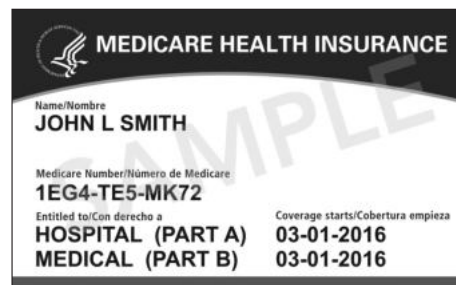 MEDICARE HEALTH INSURANCE
Name/Nombre
JOHN L SMITH
Medicare Number/Número de Medicare
1EG4-TE5-MK72
Entitled to/Con derecho a Coverage starts/Cobertura empieza
HOSPITAL (PART A) 03-01-2016
MEDICAL (PART B) 03-01-2016
SAMPLE